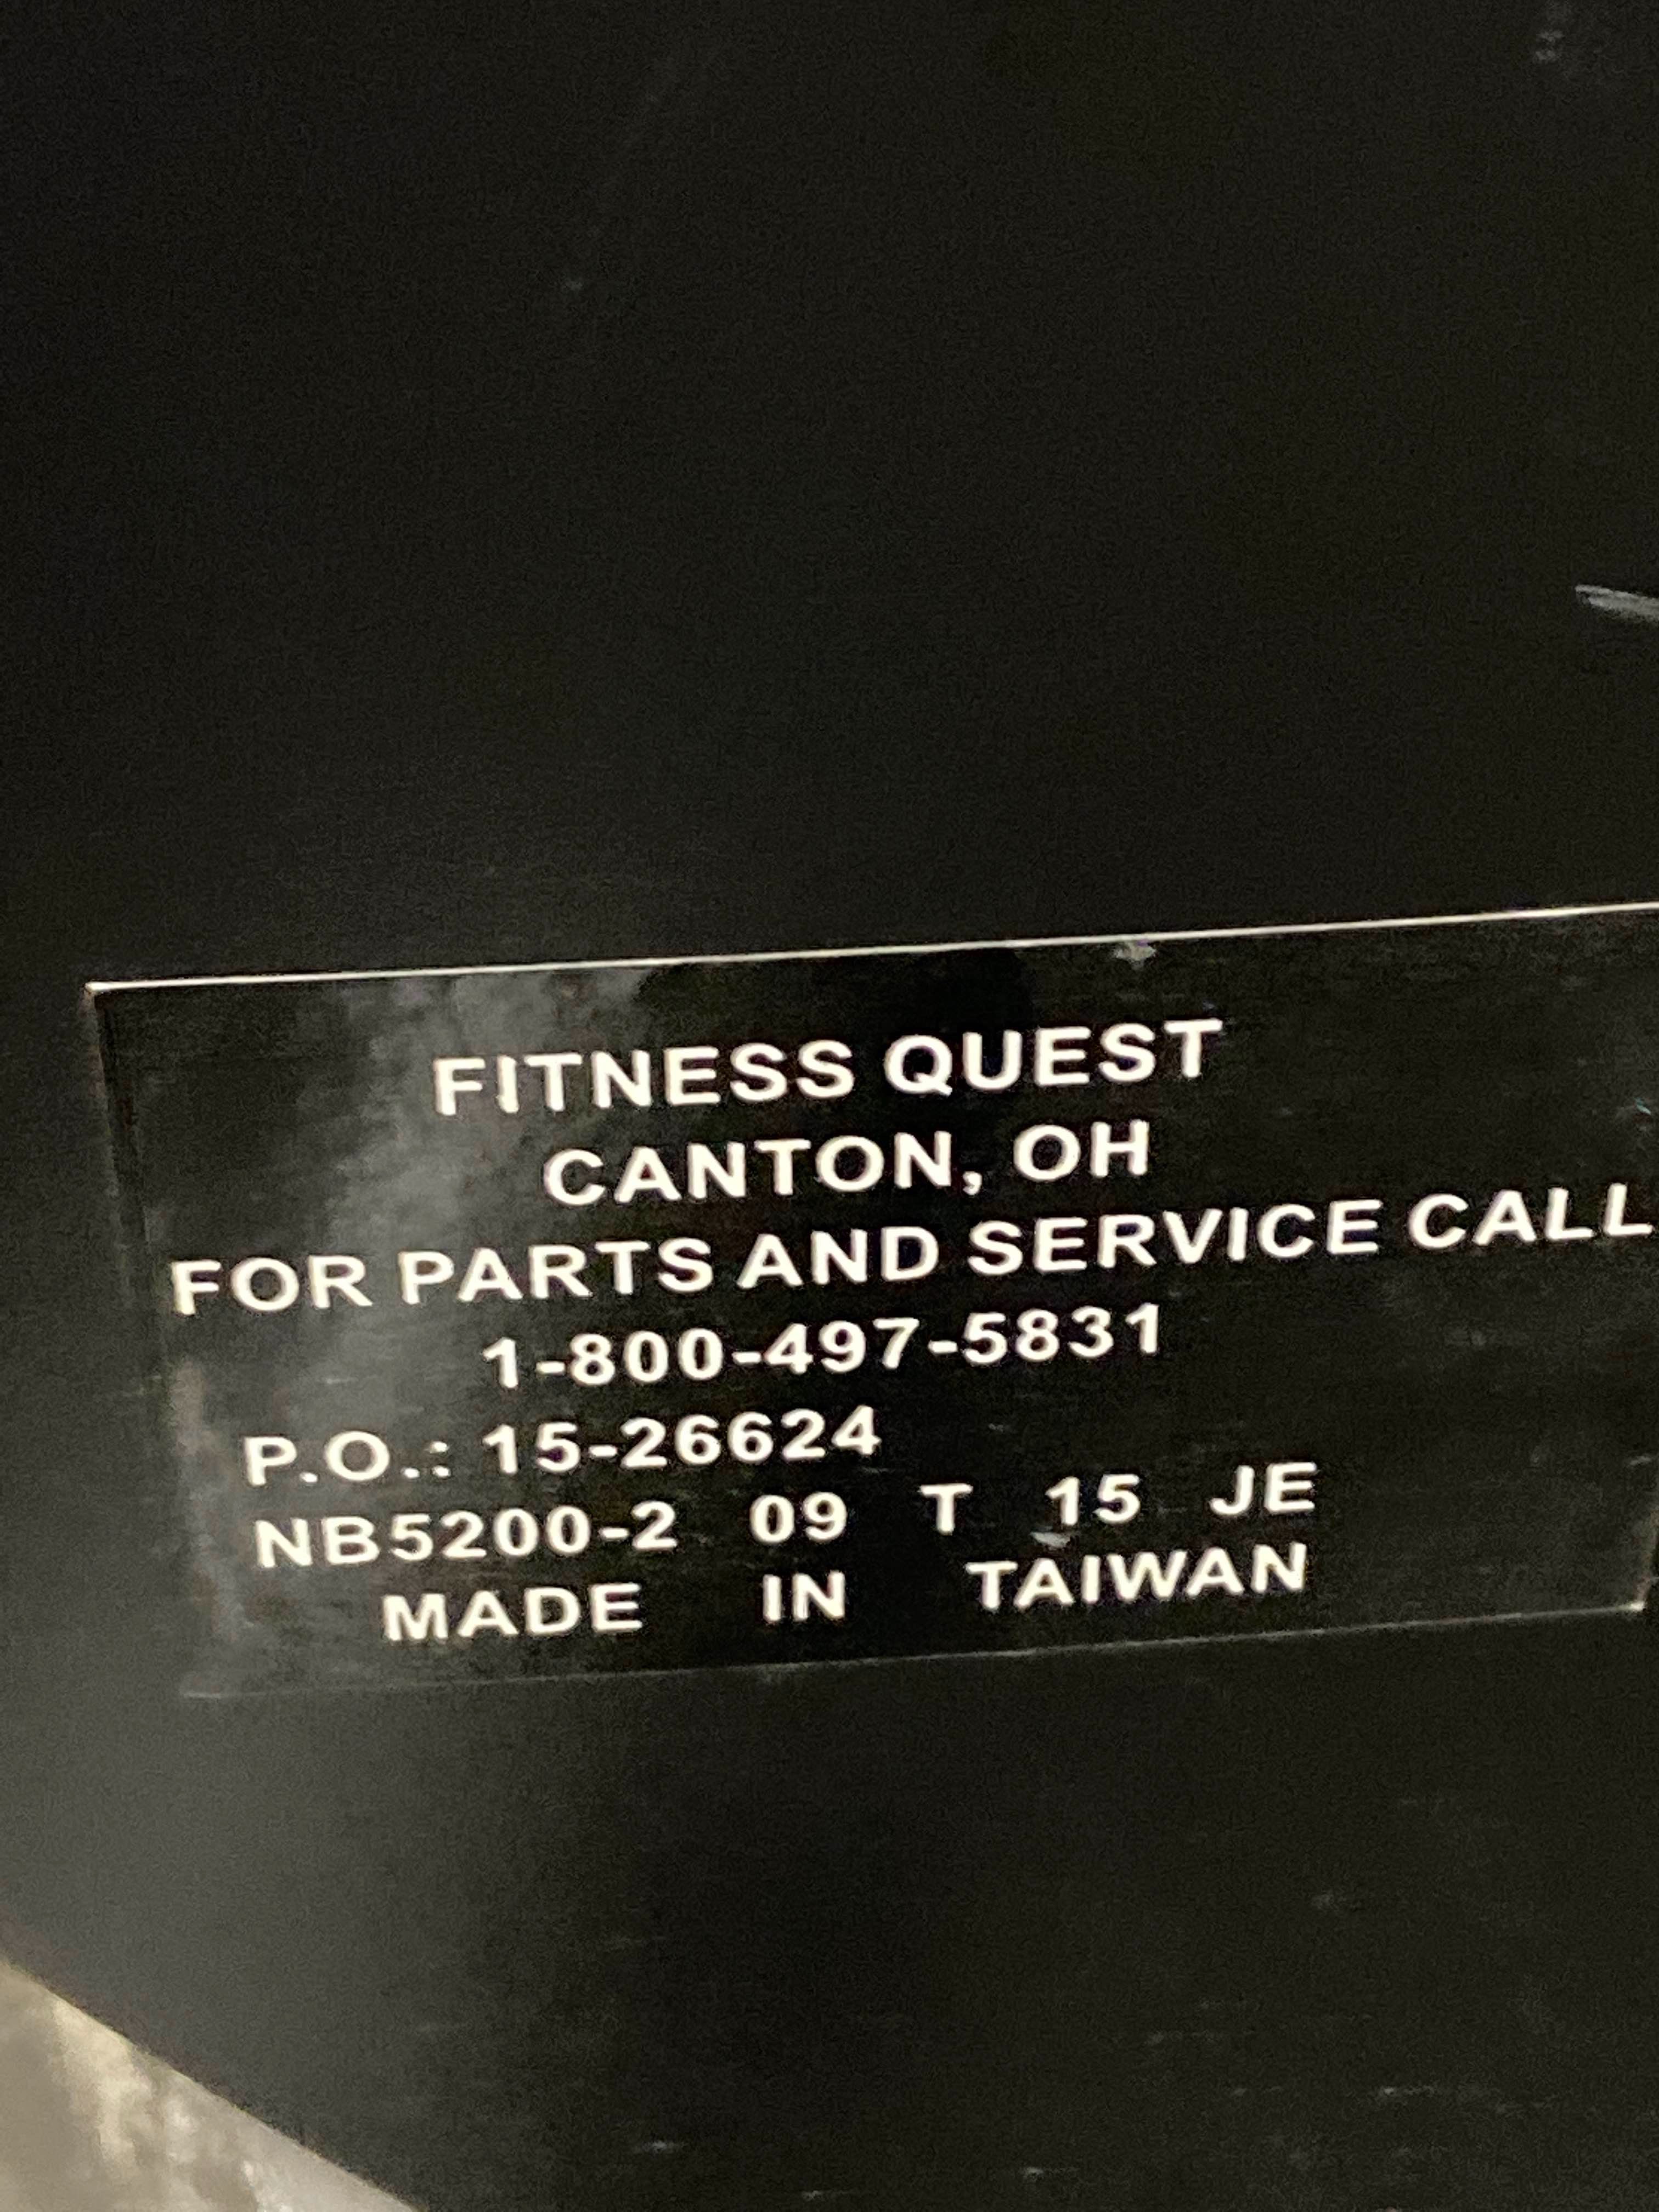 FITNESS QUEST
CANTON, OH
FOR PARTS AND SERVICE CALL
1-800-497-5831
P.O.: 15-26624
NB5200-2 09 T 15 JE
MADE IN TAIWAN